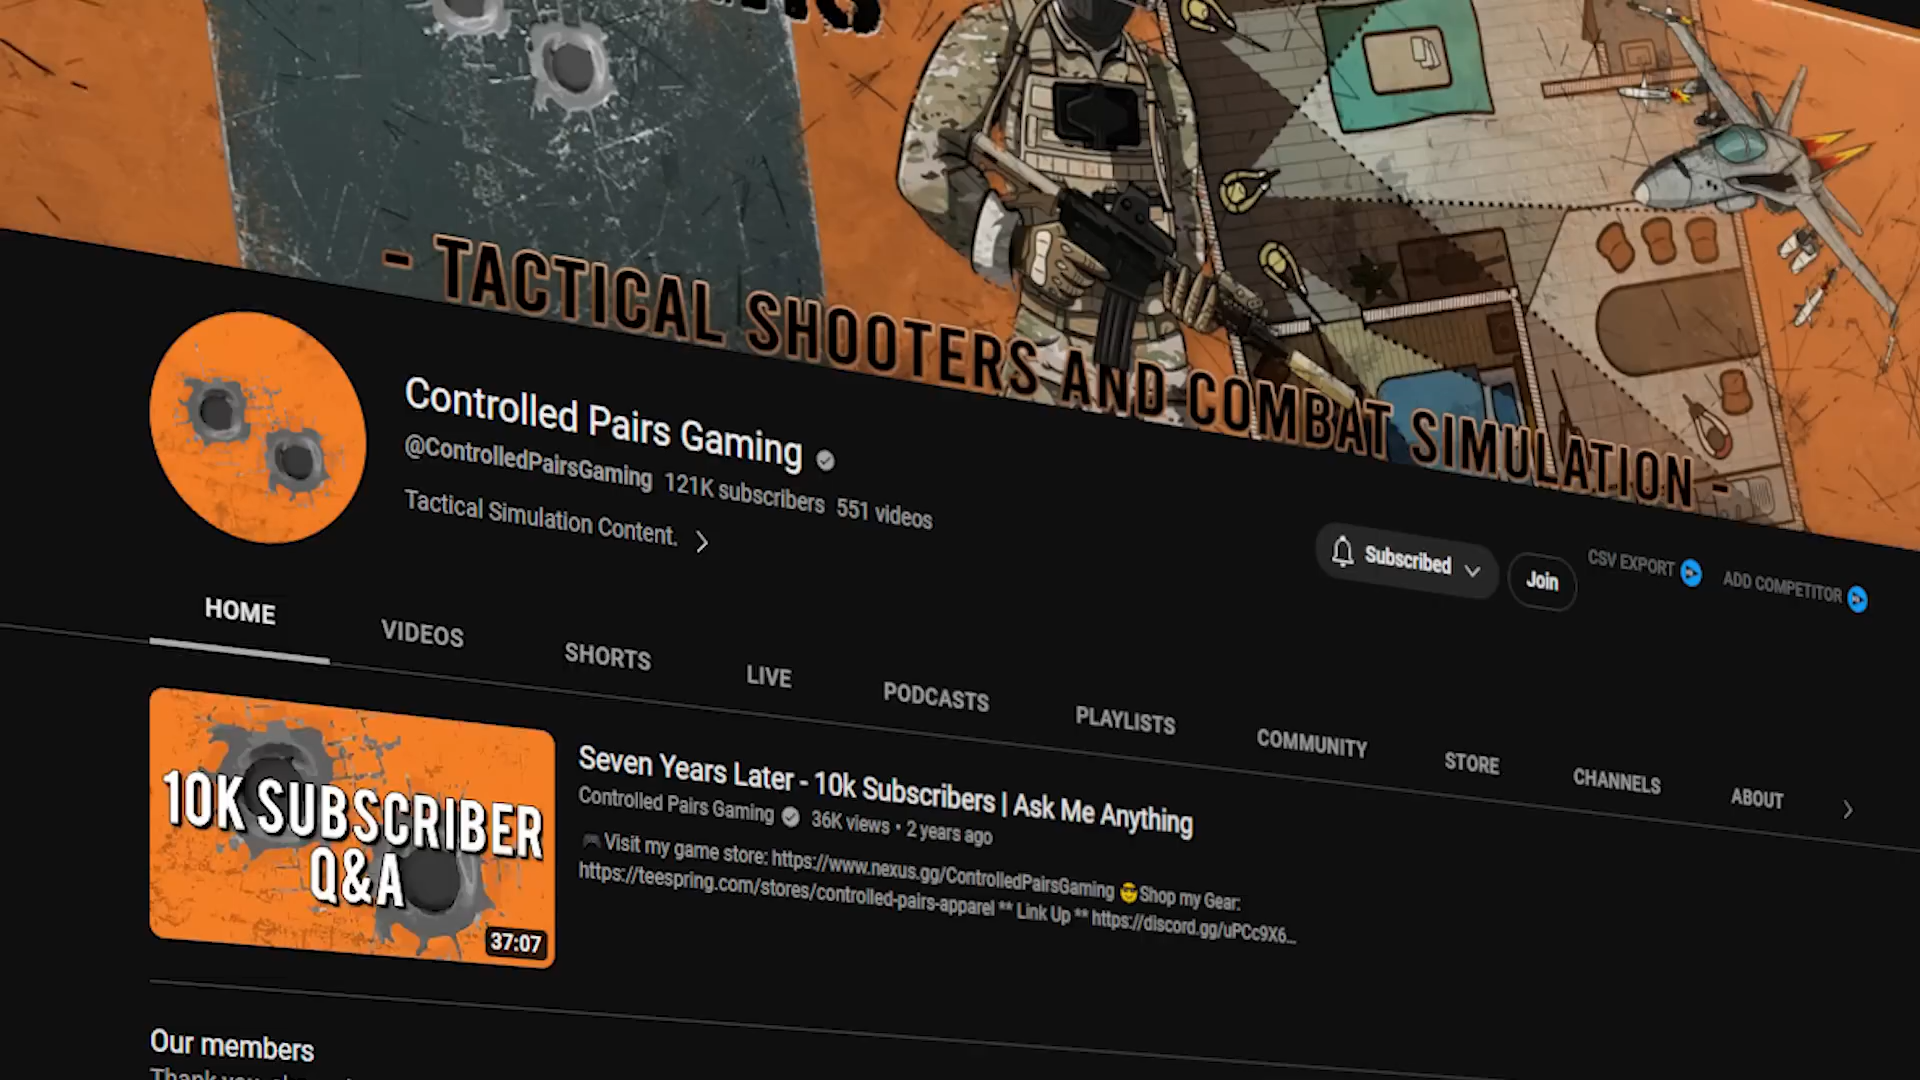 - TACTICAL SHOOTERS AND COMBAT SIMULATION -
Controlled Pairs Gaming
@ControlledPairsGaming 121K subscribers 551 videos
Tactical Simulation Content.
Subscribed
Join
CSV EXPORT
ADD COMPETITOR
HOME
VIDEOS
SHORTS
LIVE
PODCASTS
PLAYLISTS
COMMUNITY
STORE
CHANNELS
ABOUT
10K SUBSCRIBER
Q&A
37:07
Seven Years Later - 10k Subscribers | Ask Me Anything
Controlled Pairs Gaming 36K views • 2 years ago
🎮Visit my game store: https://www.nexus.gg/ControlledPairsGaming 😎Shop my Gear:
https://teespring.com/stores/controlled-pairs-apparel ** Link Up ** https://discord.gg/uPCc9X6...
Our members
Thank you